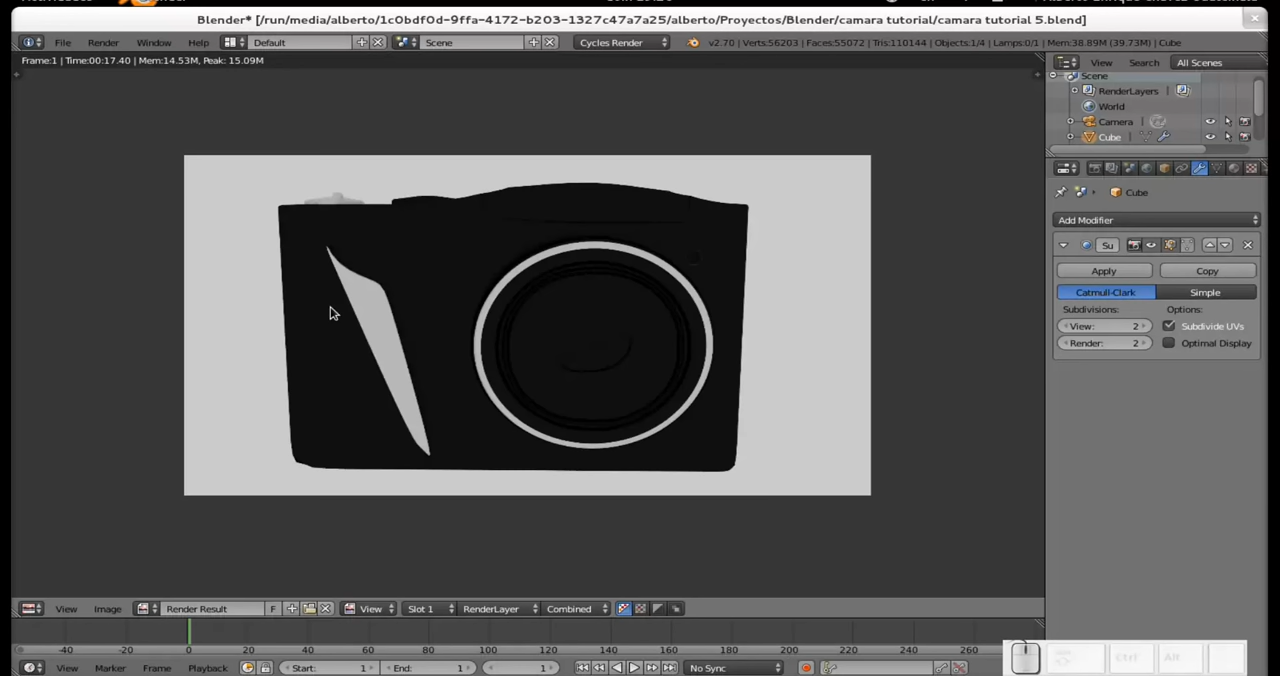 Blender* [/run/media/alberto/1c0bdf0d-9ffa-4172-b203-1327c47a7a25/alberto/Proyectos/Blender/camara tutorial/camara tutorial 5.blend]
File Render Window Help Default Scene Cycles Render v2.70 | Verts:56203 | Faces:55072 | Tris:110144 | Objects:1/4 | Lamps:0/1 | Mem:38.89M (39.73M) | Cube
Frame:1 | Time:00:17.40 | Mem:14.53M, Peak: 15.09M
View Search All Scenes
Scene
RenderLayers
World
Camera
Cube
Cube
Add Modifier
Su
Apply Copy
Catmull-Clark Simple
Subdivisions: Options:
View: 2 Subdivide UVs
Render: 2 Optimal Display
View Image Render Result F View Slot 1 RenderLayer Combined
-40 -20 0 20 40 60 80 100 120 140 160 180 200 220 240 260
View Marker Frame Playback Start: 1 End: 1 1 No Sync
Ctrl Alt